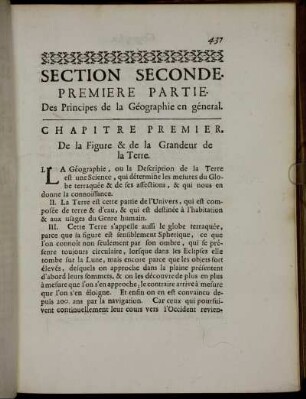 437
SECTION SECONDE.
PREMIERE PARTIE.
Des Principes de la Géographie en géneral.
CHAPITRE PREMIER.
De la Figure & de la Grandeur de
la Terre.
I. LA Géographie, ou la Description de la Terre
est une Science, qui détermine les mesures du Glo-
be terraquée & de ses affections, & qui nous en
donne la connoissance.
II. La Terre est cette partie de l'Univers, qui est com-
posée de terre & d'eau, & qui est destinée à l'habitation
& aux usages du Genre humain.
III. Cette Terre s'appelle aussi le globe terraquée,
parce que sa figure est sensiblement Spherique, ce
que l'on connoit non seulement par son ombre, qui se pré-
sente toujours circulaire, lorsque dans les Eclipses elle
tombe sur la Lune, mais encore parce que les objets fort
élevés, desquels on approche dans la plaine présentent
d'abord leurs sommets, & on les découvre de plus en plus
à mesure que l'on s'en approche, le contraire arrive à mesure
que l'on s'en éloigne. Et enfin on en est convaincu de-
puis 200. ans par la navigation. Car ceux qui poursui-
vent continuellement leur cours vers l'Occident revien-